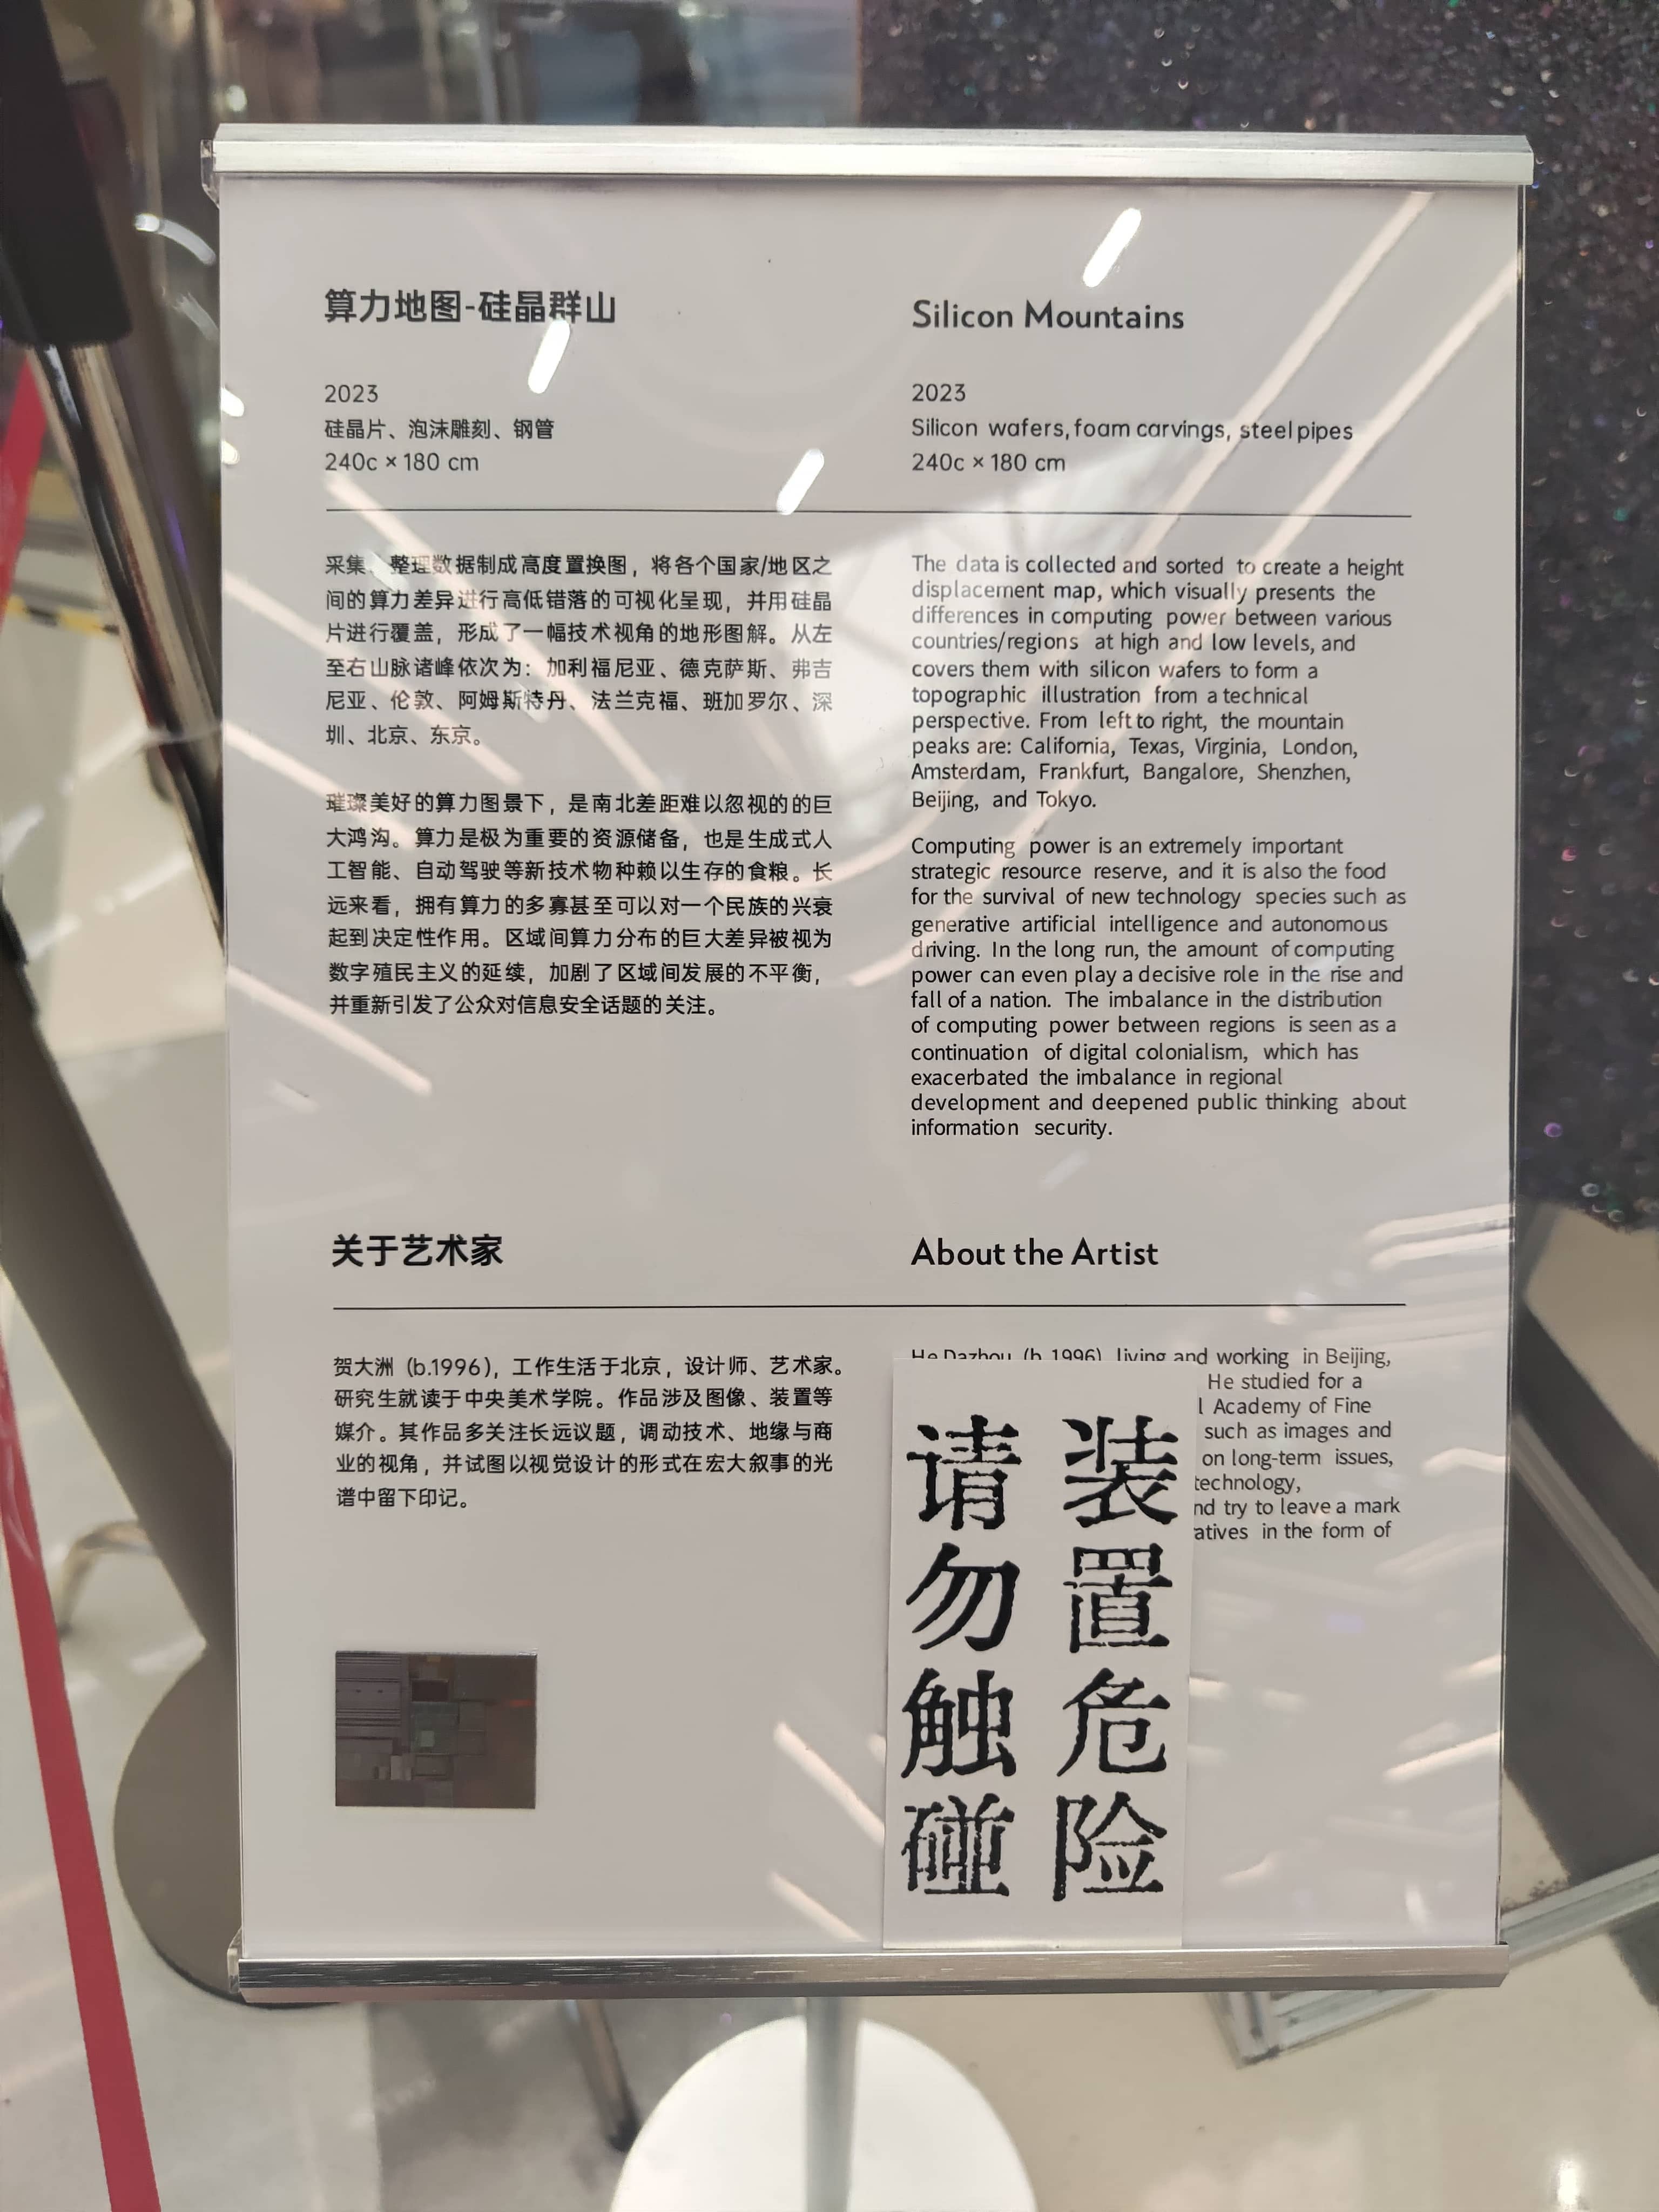 算力地图-硅晶群山
2023
硅晶片、泡沫雕刻、钢管
240c × 180 cm
采集、整理数据制成高度置换图，将各个国家/地区之
间的算力差异进行高低错落的可视化呈现，并用硅晶
片进行覆盖，形成了一幅技术视角的地形图解。从左
至右山脉诸峰依次为：加利福尼亚、德克萨斯、弗吉
尼亚、伦敦、阿姆斯特丹、法兰克福、班加罗尔、深
圳、北京、东京。
璀璨美好的算力图景下，是南北差距难以忽视的的巨
大鸿沟。算力是极为重要的资源储备，也是生成式人
工智能、自动驾驶等新技术物种赖以生存的食粮。长
远来看，拥有算力的多寡甚至可以对一个民族的兴衰
起到决定性作用。区域间算力分布的巨大差异被视为
数字殖民主义的延续，加剧了区域间发展的不平衡，
并重新引发了公众对信息安全话题的关注。
Silicon Mountains
2023
Silicon wafers, foam carvings, steel pipes
240c × 180 cm
The data is collected and sorted to create a height
displacement map, which visually presents the
differences in computing power between various
countries/regions at high and low levels, and
covers them with silicon wafers to form a
topographic illustration from a technical
perspective. From left to right, the mountain
peaks are: California, Texas, Virginia, London,
Amsterdam, Frankfurt, Bangalore, Shenzhen,
Beijing, and Tokyo.
Computing power is an extremely important
strategic resource reserve, and it is also the food
for the survival of new technology species such as
generative artificial intelligence and autonomous
driving. In the long run, the amount of computing
power can even play a decisive role in the rise and
fall of a nation. The imbalance in the distribution
of computing power between regions is seen as a
continuation of digital colonialism, which has
exacerbated the imbalance in regional
development and deepened public thinking about
information security.
关于艺术家
贺大洲（b.1996），工作生活于北京，设计师、艺术家。
研究生就读于中央美术学院。作品涉及图像、装置等
媒介。其作品多关注长远议题，调动技术、地缘与商
业的视角，并试图以视觉设计的形式在宏大叙事的光
谱中留下印记。
About the Artist
He Dazhou (b.1996), living and working in Beijing,
He studied for a
Academy of Fine
such as images and
on long-term issues,
technology,
try to leave a mark
in the form of
装置危险
请勿触碰